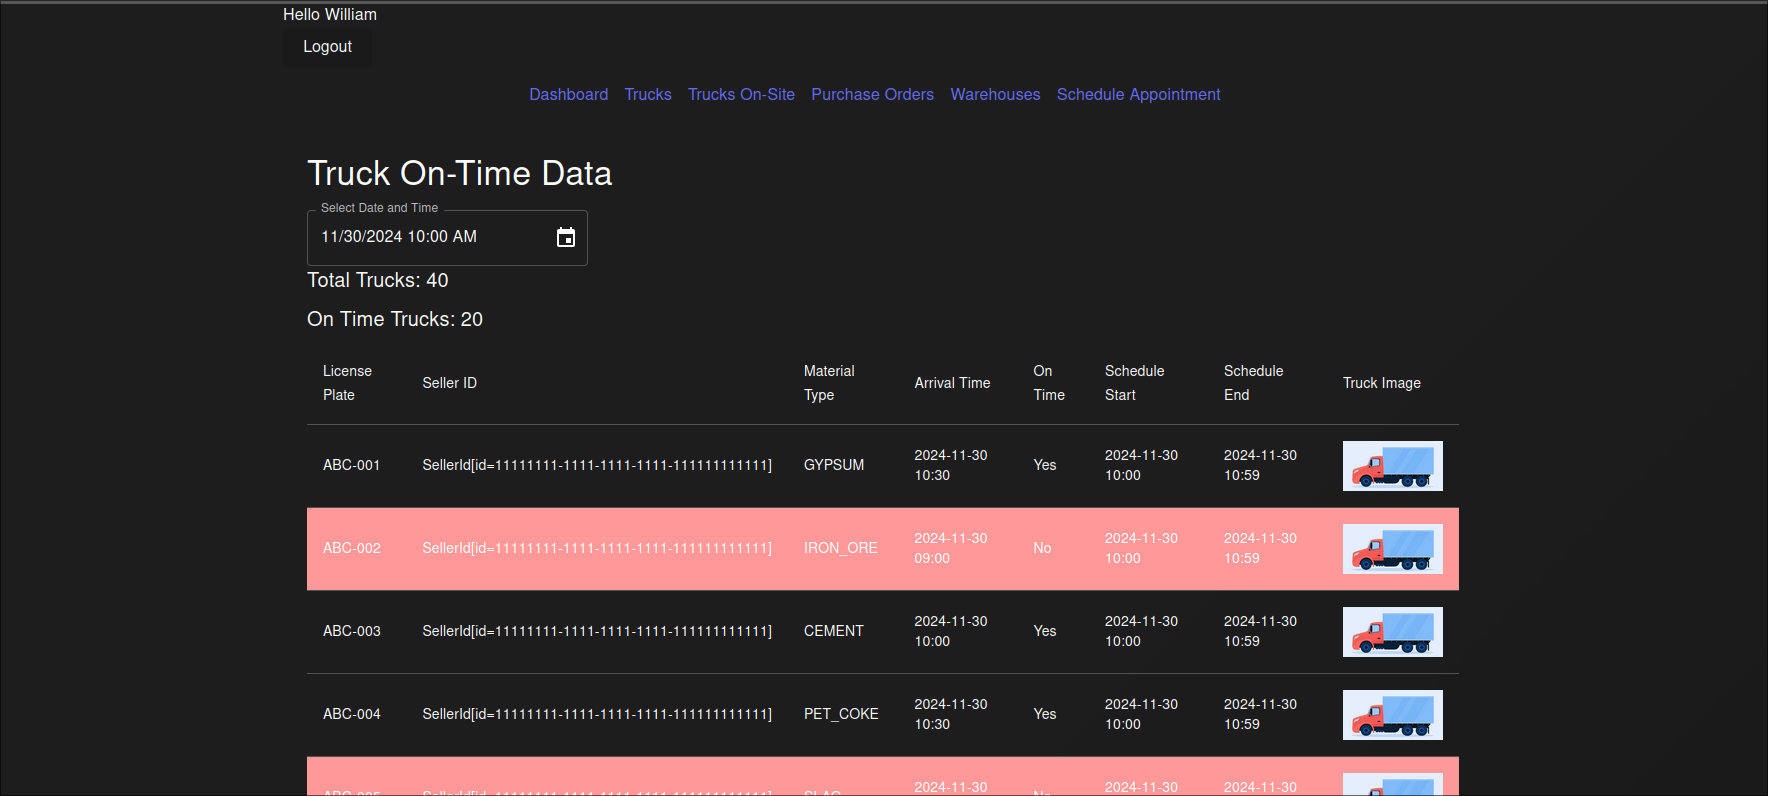 Hello William
Logout
Dashboard Trucks Trucks On-Site Purchase Orders Warehouses Schedule Appointment
Truck On-Time Data
Select Date and Time
11/30/2024 10:00 AM
Total Trucks: 40
On Time Trucks: 20
License Plate Seller ID Material Type Arrival Time On Time Schedule Start Schedule End Truck Image
ABC-001 SellerId[id=11111111-1111-1111-1111-111111111111] GYPSUM 2024-11-30 10:30 Yes 2024-11-30 10:00 2024-11-30 10:59
ABC-002 SellerId[id=11111111-1111-1111-1111-111111111111] IRON_ORE 2024-11-30 09:00 No 2024-11-30 10:00 2024-11-30 10:59
ABC-003 SellerId[id=11111111-1111-1111-1111-111111111111] CEMENT 2024-11-30 10:00 Yes 2024-11-30 10:00 2024-11-30 10:59
ABC-004 SellerId[id=11111111-1111-1111-1111-111111111111] PET_COKE 2024-11-30 10:30 Yes 2024-11-30 10:00 2024-11-30 10:59
2024-11-30 2024-11-30 2024-11-30